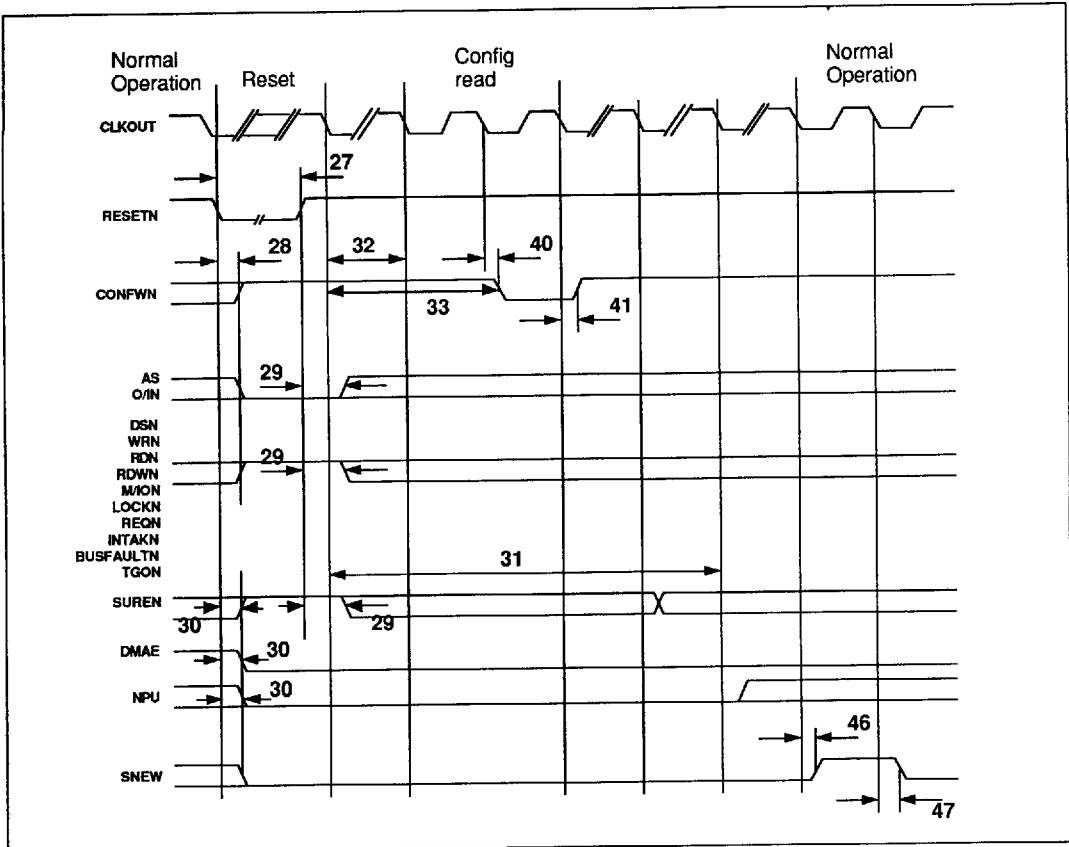 Normal
Operation
Reset
Config
read
Normal
Operation
CLKOUT
27
RESETN
28
32
40
CONFWN
33
41
AS
29
O/IN
DSN
WRN
RDN
29
RDWN
M/ION
LOCKN
REQN
INTAKN
BUSFAULTN
31
TGON
SUREN
30
29
DMAE
30
NPU
30
46
SNEW
47